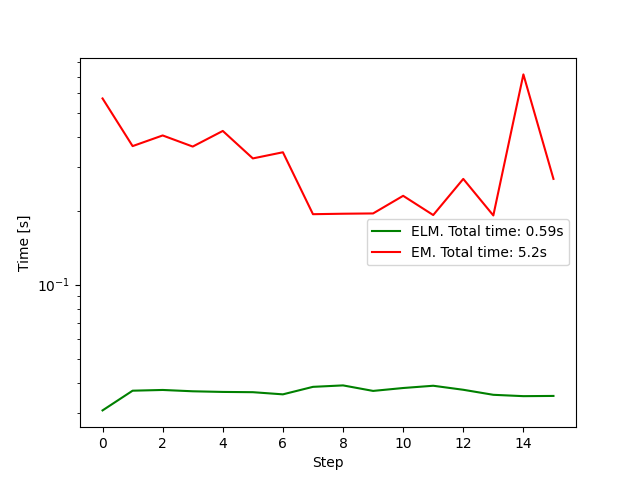 Time [s]
10⁻¹
ELM. Total time: 0.59s
EM. Total time: 5.2s
0 2 4 6 8 10 12 14
Step